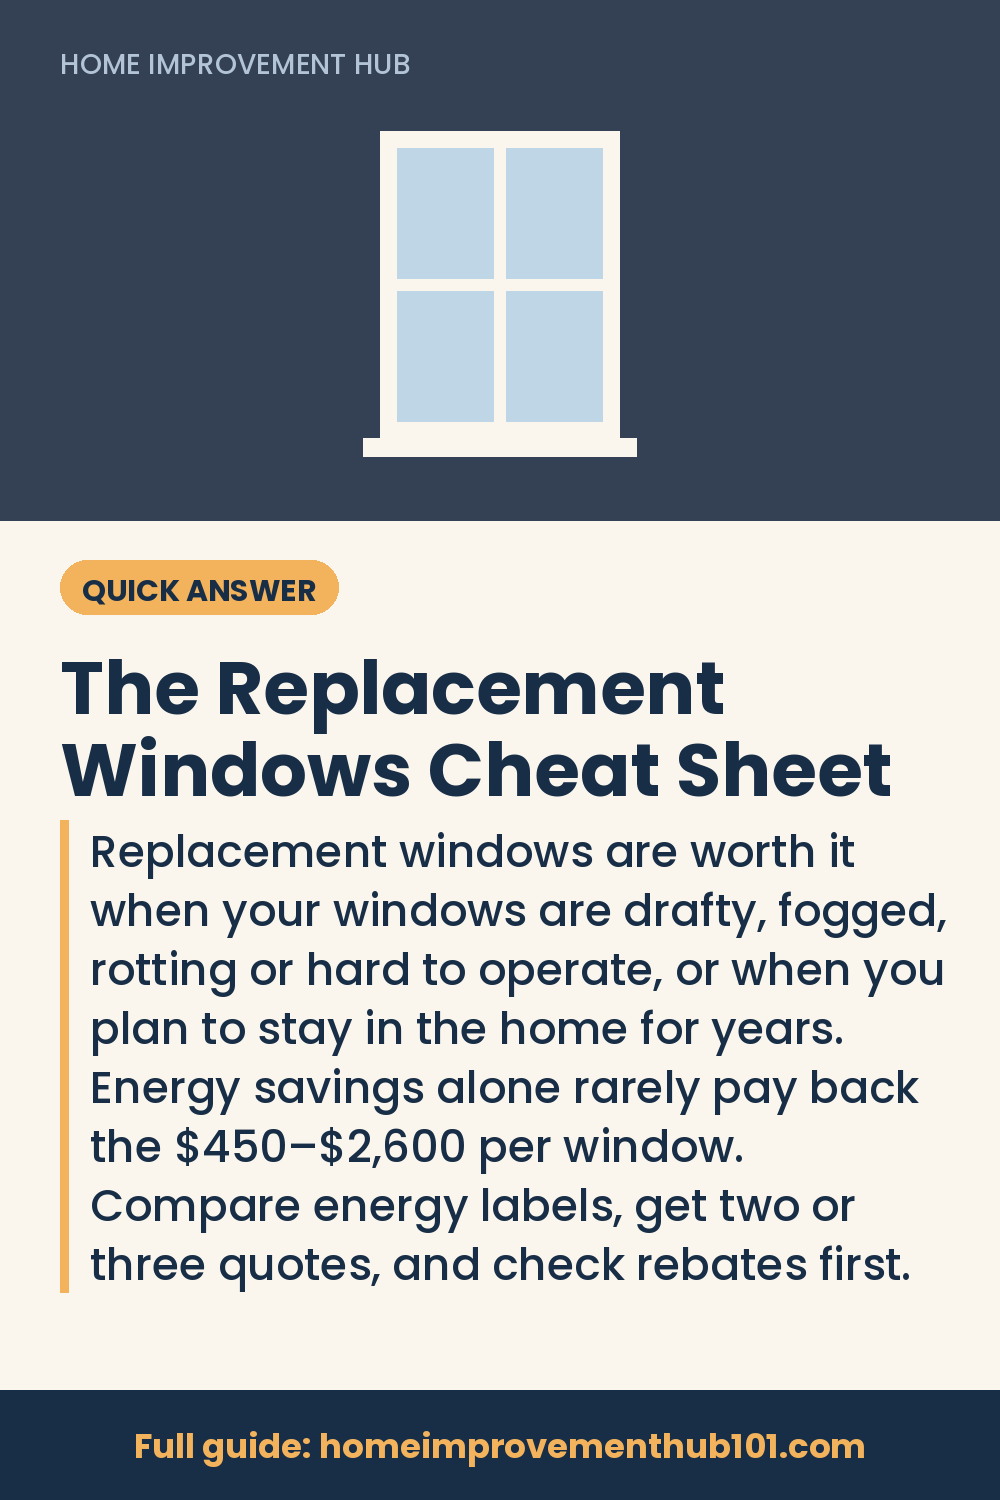 HOME IMPROVEMENT HUB
QUICK ANSWER
The Replacement
Windows Cheat Sheet
Replacement windows are worth it
when your windows are drafty, fogged,
rotting or hard to operate, or when you
plan to stay in the home for years.
Energy savings alone rarely pay back
the $450–$2,600 per window.
Compare energy labels, get two or
three quotes, and check rebates first.
Full guide: homeimprovementhub101.com